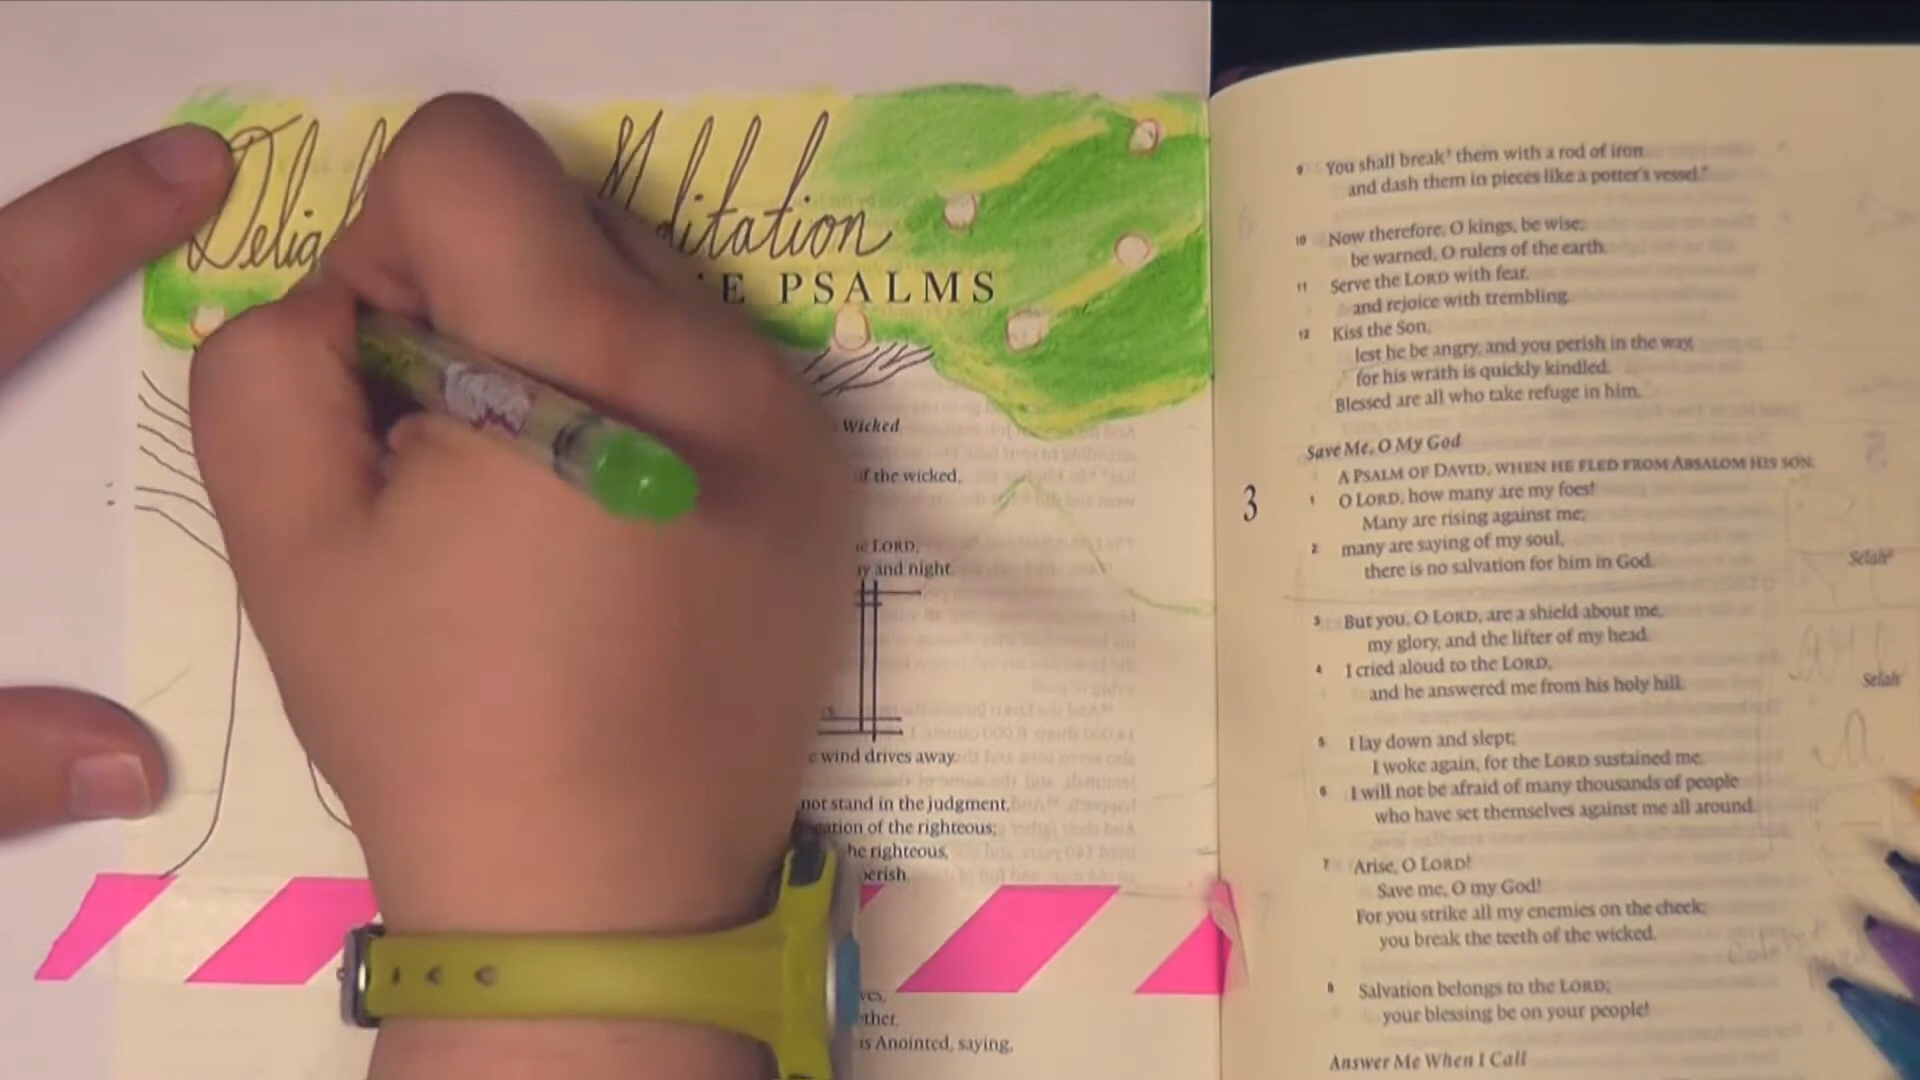 Meditation
E PSALMS
Wicked
of the wicked,
LORD,
and night.
wind drives away.
not stand in the judgment,
of the righteous;
the righteous,
perish.
Anointed, saying,
9 You shall break them with a rod of iron
and dash them in pieces like a potter's vessel."
10 Now therefore, O kings, be wise;
be warned, O rulers of the earth.
11 Serve the LORD with fear,
and rejoice with trembling.
12 Kiss the Son,
lest he be angry, and you perish in the way,
for his wrath is quickly kindled.
Blessed are all who take refuge in him.
Save Me, O My God
A PSALM OF DAVID, WHEN HE FLED FROM ABSALOM HIS SON.
3 1 O LORD, how many are my foes!
Many are rising against me;
2 many are saying of my soul,
there is no salvation for him in God. Selah
3 But you, O LORD, are a shield about me,
my glory, and the lifter of my head.
4 I cried aloud to the LORD,
and he answered me from his holy hill. Selah
5 I lay down and slept;
I woke again, for the LORD sustained me.
6 I will not be afraid of many thousands of people
who have set themselves against me all around.
7 Arise, O LORD!
Save me, O my God!
For you strike all my enemies on the cheek;
you break the teeth of the wicked.
8 Salvation belongs to the LORD;
your blessing be on your people!
Answer Me When I Call